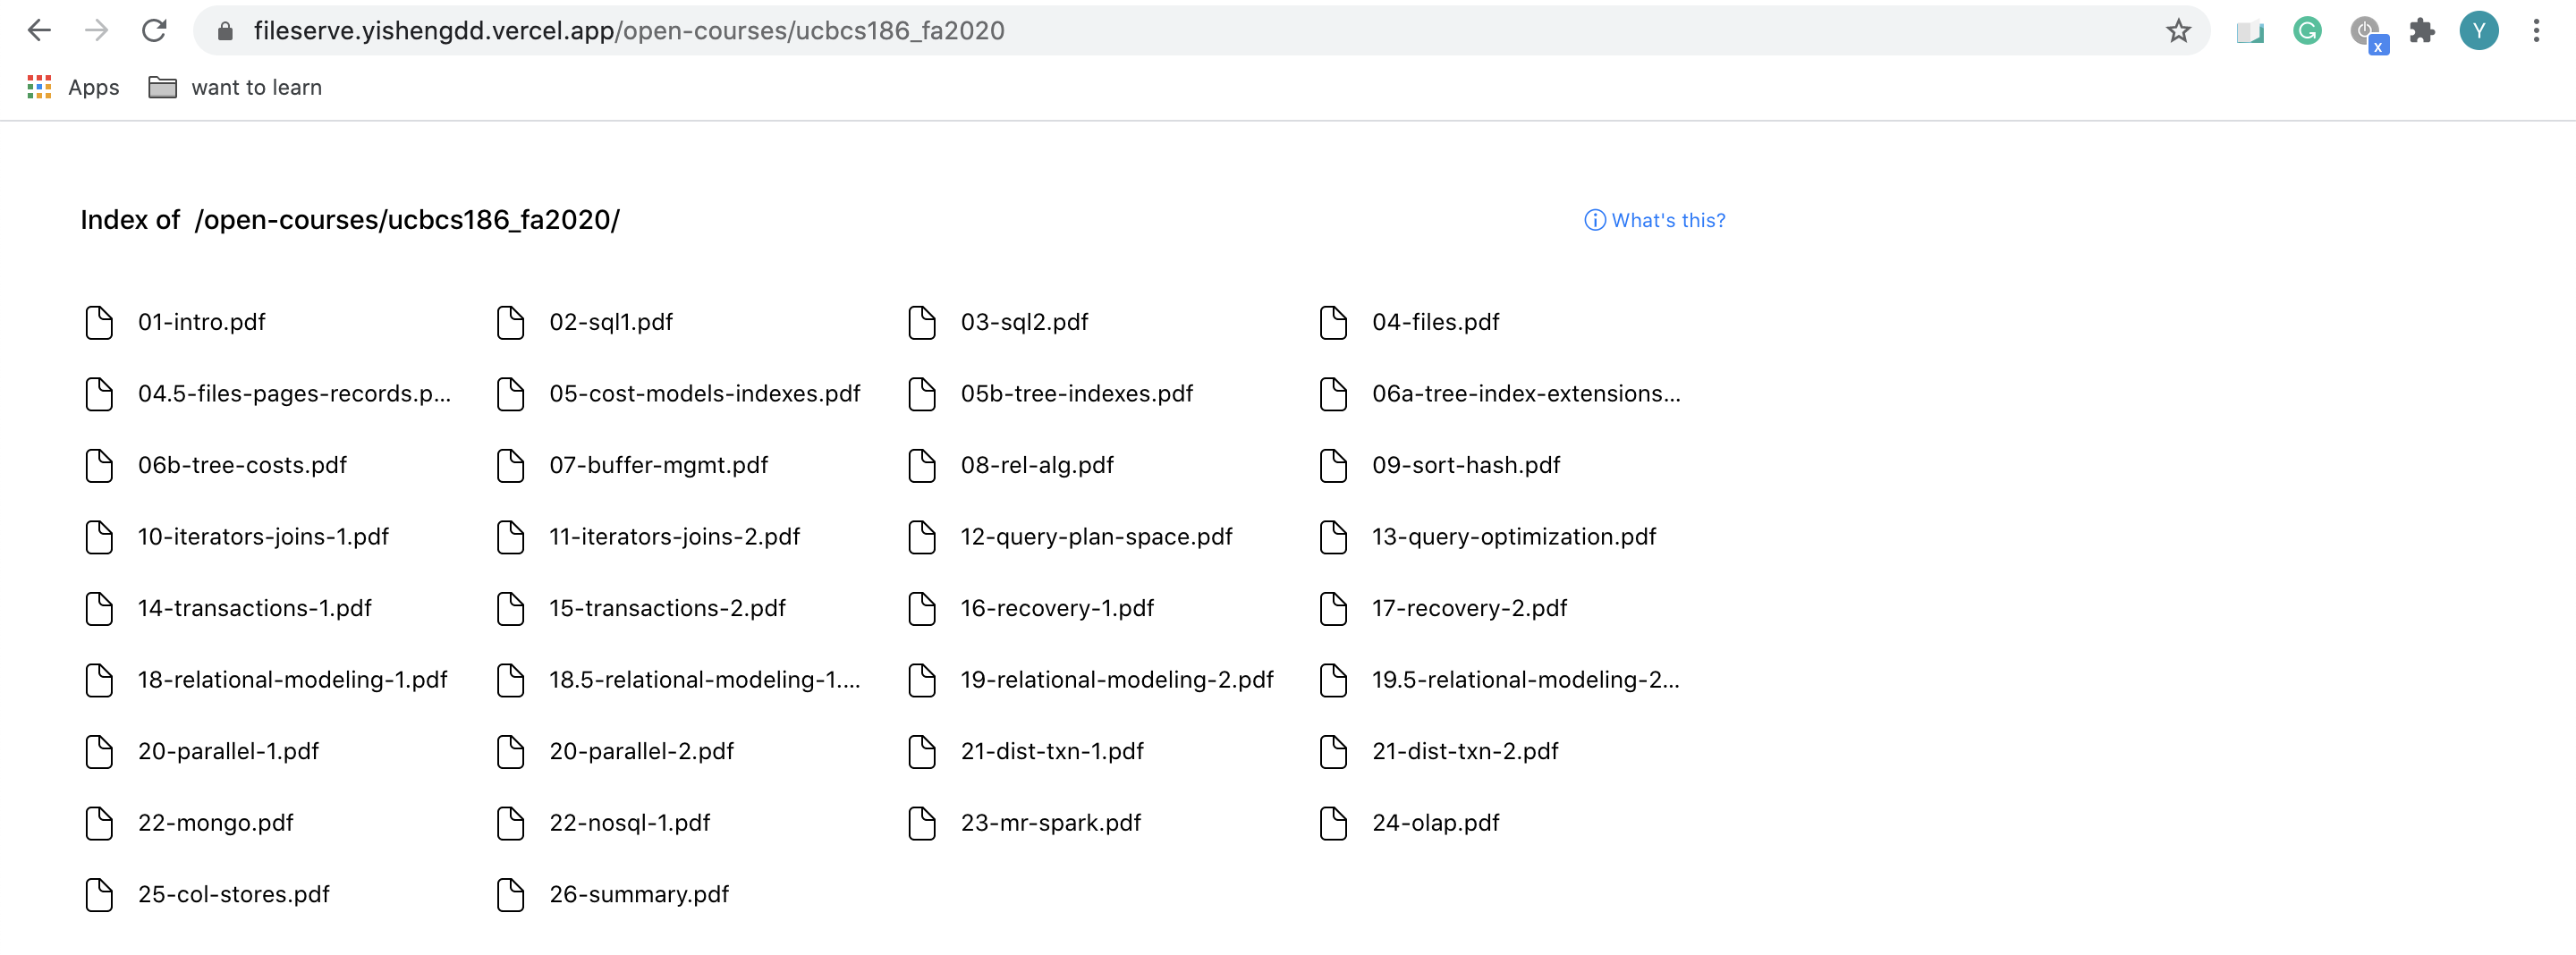 fileserve.yishengdd.vercel.app/open-courses/ucbcs186_fa2020
x
Y
Apps want to learn
Index of /open-courses/ucbcs186_fa2020/ What's this?
01-intro.pdf 02-sql1.pdf 03-sql2.pdf 04-files.pdf
04.5-files-pages-records.p... 05-cost-models-indexes.pdf 05b-tree-indexes.pdf 06a-tree-index-extensions...
06b-tree-costs.pdf 07-buffer-mgmt.pdf 08-rel-alg.pdf 09-sort-hash.pdf
10-iterators-joins-1.pdf 11-iterators-joins-2.pdf 12-query-plan-space.pdf 13-query-optimization.pdf
14-transactions-1.pdf 15-transactions-2.pdf 16-recovery-1.pdf 17-recovery-2.pdf
18-relational-modeling-1.pdf 18.5-relational-modeling-1.... 19-relational-modeling-2.pdf 19.5-relational-modeling-2...
20-parallel-1.pdf 20-parallel-2.pdf 21-dist-txn-1.pdf 21-dist-txn-2.pdf
22-mongo.pdf 22-nosql-1.pdf 23-mr-spark.pdf 24-olap.pdf
25-col-stores.pdf 26-summary.pdf